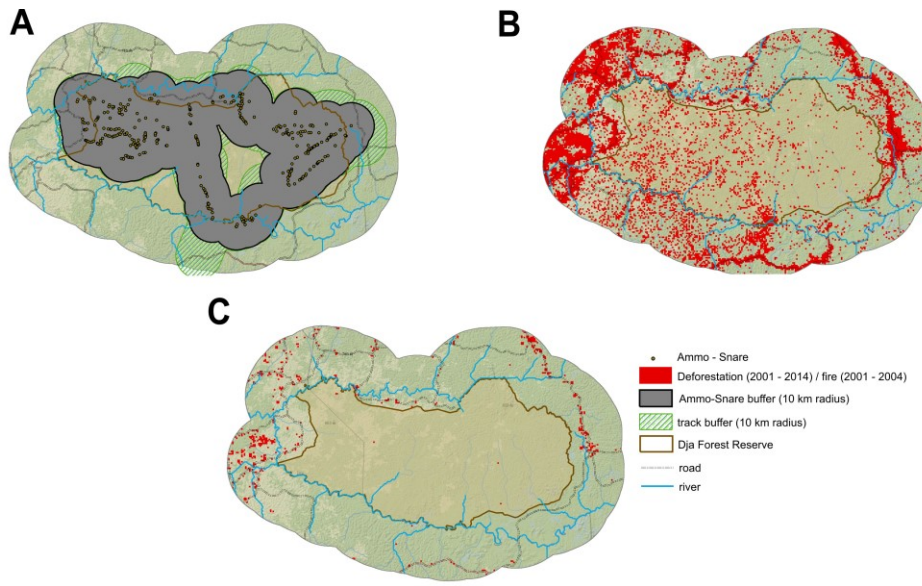 A
B
C
Ammo - Snare
Deforestation (2001 - 2014) / fire (2001 - 2004)
Ammo-Snare buffer (10 km radius)
track buffer (10 km radius)
Dja Forest Reserve
road
river